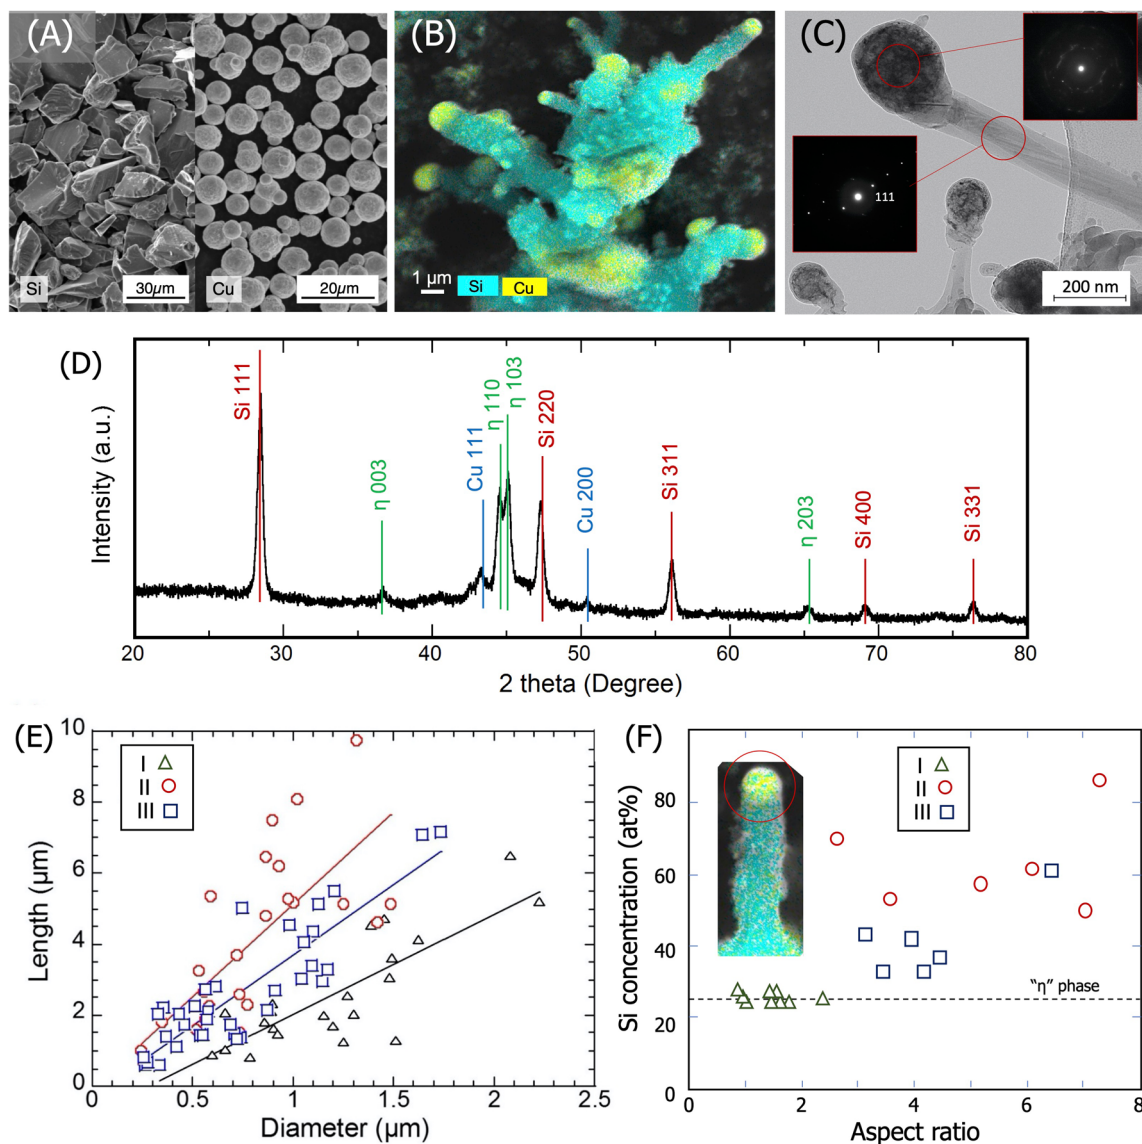 (A)
Si
30μm
Cu
20μm
(B)
1 μm
Si
Cu
(C)
111
200 nm
(D)
Intensity (a.u.)
Si 111
η 003
Cu 111
η 110
η 103
Si 220
Cu 200
Si 311
η 203
Si 400
Si 331
20
30
40
50
60
70
80
2 theta (Degree)
(E)
Length (μm)
10
8
6
4
2
0
I
II
III
0
0.5
1
1.5
2
2.5
Diameter (μm)
(F)
Si concentration (at%)
80
60
40
20
0
I
II
III
"η" phase
0
2
4
6
8
Aspect ratio